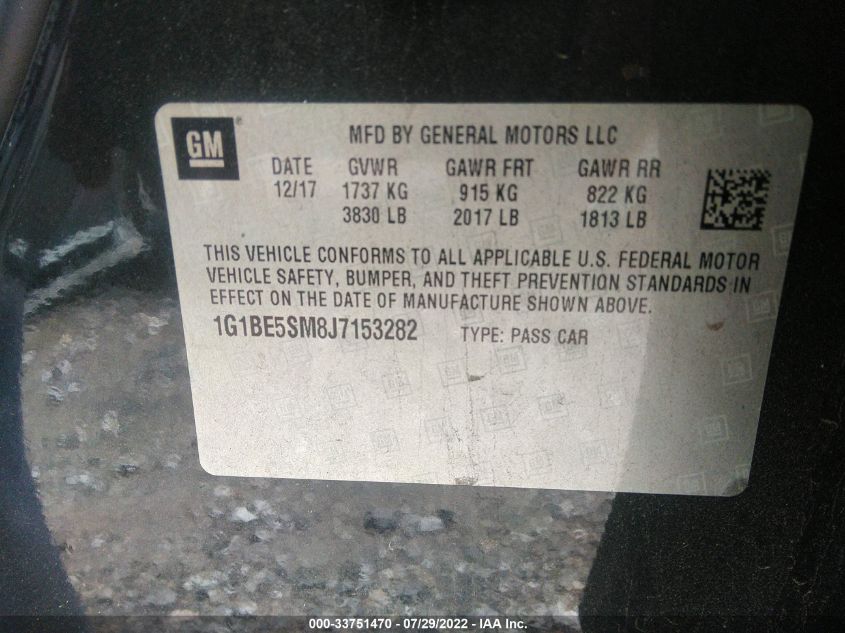 GM®
MFD BY GENERAL MOTORS LLC
DATE GVWR GAWR FRT GAWR RR
12/17 1737 KG 915 KG 822 KG
3830 LB 2017 LB 1813 LB
THIS VEHICLE CONFORMS TO ALL APPLICABLE U.S. FEDERAL MOTOR
VEHICLE SAFETY, BUMPER, AND THEFT PREVENTION STANDARDS IN
EFFECT ON THE DATE OF MANUFACTURE SHOWN ABOVE.
1G1BE5SM8J7153282 TYPE: PASS CAR
000-33751470 - 07/29/2022 - IAA Inc.